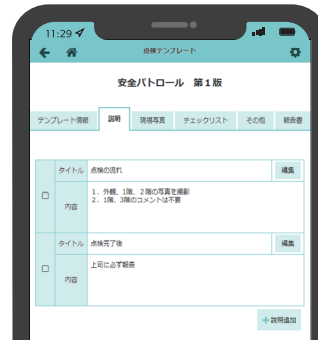 11:29
点検テンプレート
安全パトロール 第1版
テンプレート情報 説明 現場写真 チェックリスト その他 報告書
タイトル 点検の流れ 編集
内容
1．外観、1階、2階の写真を撮影
2．1階、3階のコメントは不要
タイトル 点検完了後 編集
内容 上司に必ず報告
＋説明追加